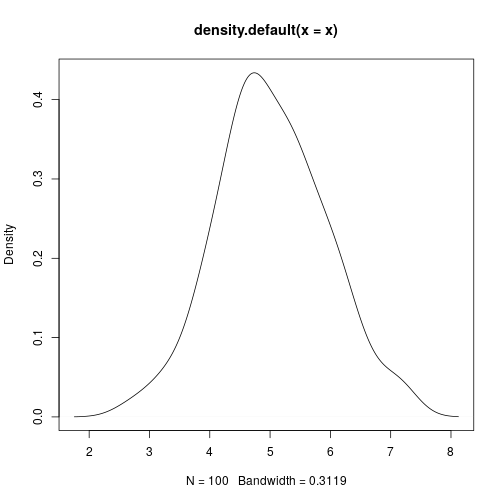 density.default(x = x)
0.4
0.3
0.2
0.1
0.0
Density
2 3 4 5 6 7 8
N = 100 Bandwidth = 0.3119